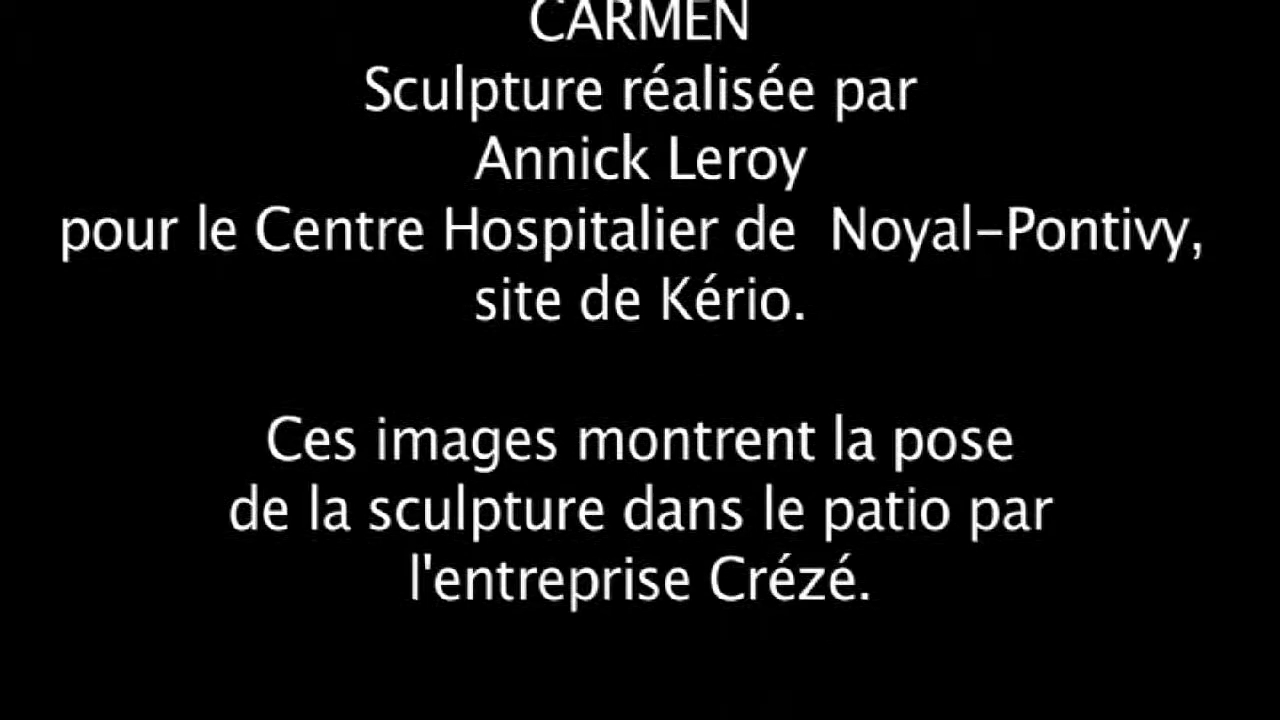 CARMEN
Sculpture réalisée par
Annick Leroy
pour le Centre Hospitalier de  Noyal-Pontivy,
site de Kério.
Ces images montrent la pose
de la sculpture dans le patio par
l'entreprise Crézé.